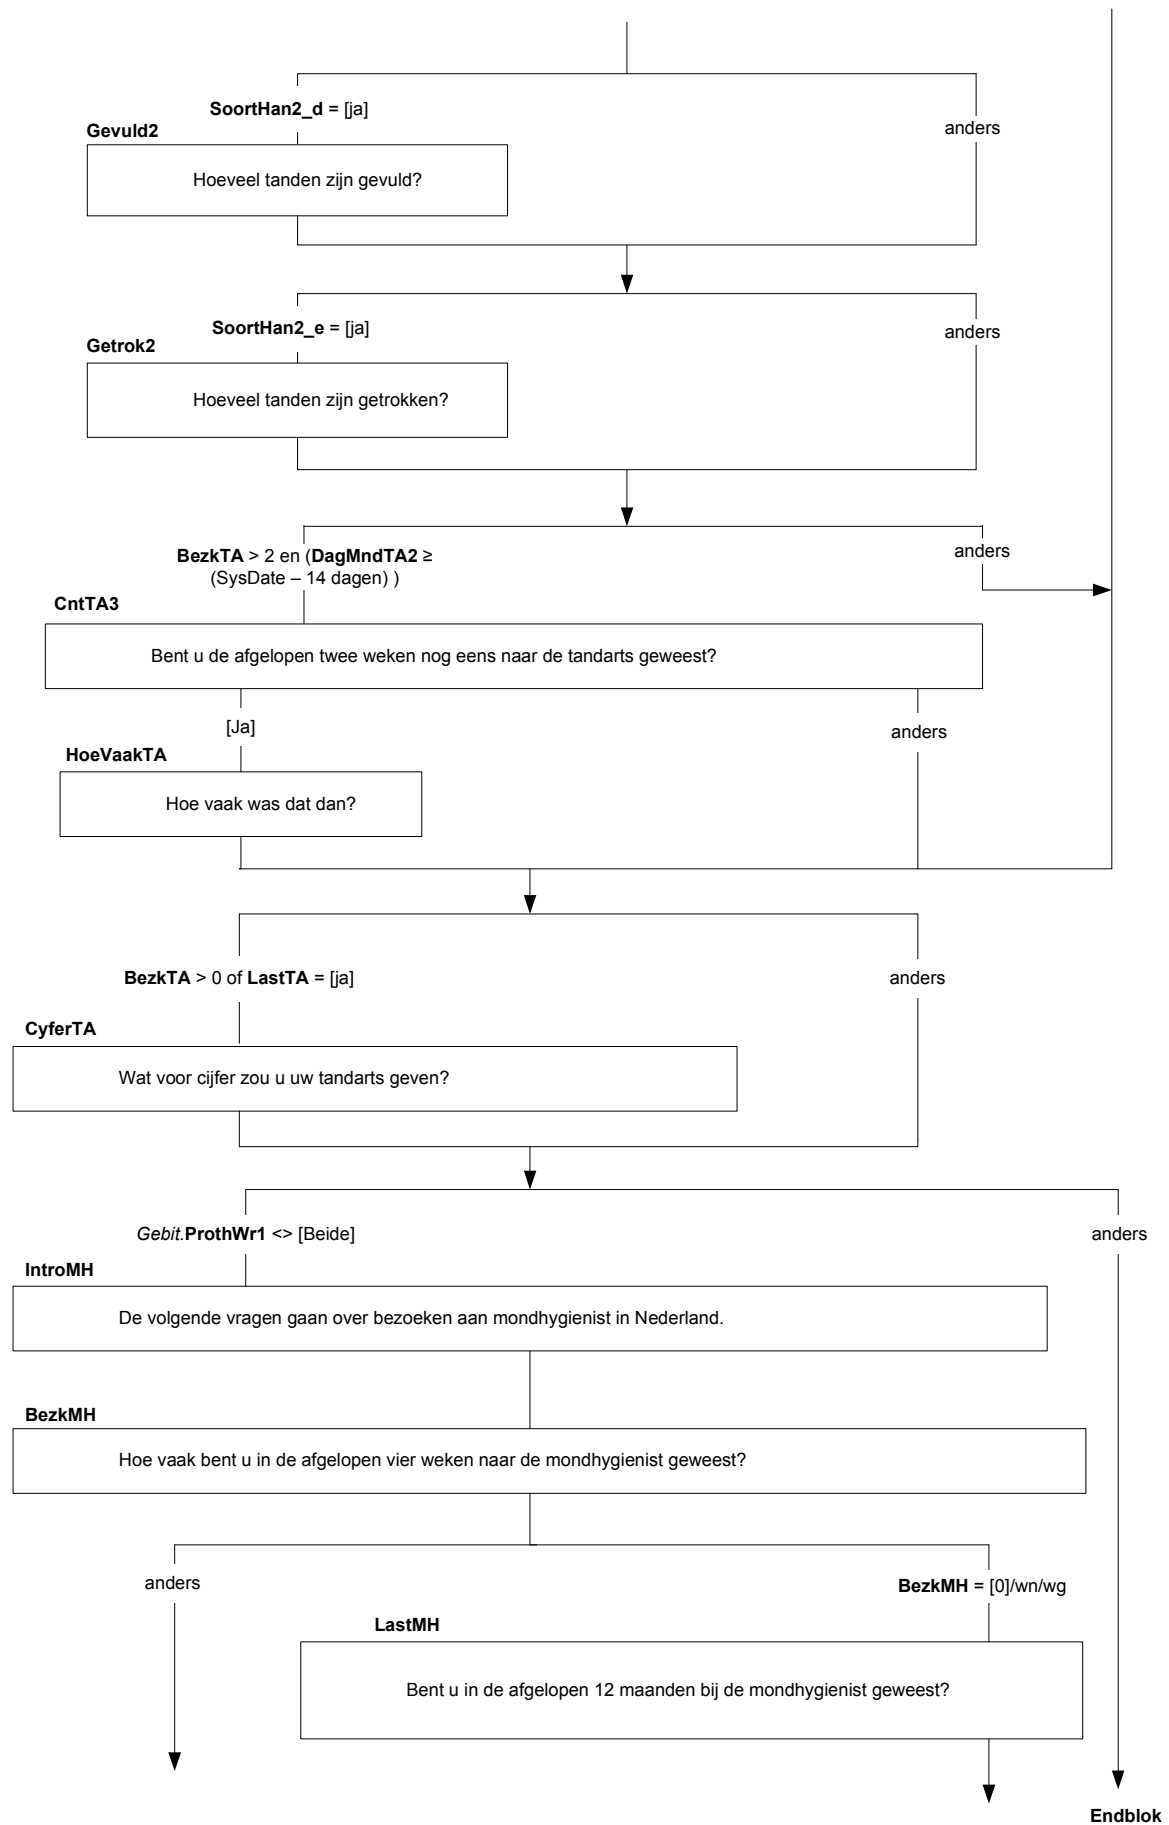 SoortHan2_d = [ja]
anders
Gevuld2
Hoeveel tanden zijn gevuld?
SoortHan2_e = [ja]
anders
Getrok2
Hoeveel tanden zijn getrokken?
BezkTA > 2 en (DagMndTA2 ≥
(SysDate – 14 dagen) )
anders
CntTA3
Bent u de afgelopen twee weken nog eens naar de tandarts geweest?
[Ja]
anders
HoeVaakTA
Hoe vaak was dat dan?
BezkTA > 0 of LastTA = [ja]
anders
CyferTA
Wat voor cijfer zou u uw tandarts geven?
Gebit.ProthWr1 <> [Beide]
anders
IntroMH
De volgende vragen gaan over bezoeken aan mondhygienist in Nederland.
BezkMH
Hoe vaak bent u in de afgelopen vier weken naar de mondhygienist geweest?
anders
BezkMH = [0]/wn/wg
LastMH
Bent u in de afgelopen 12 maanden bij de mondhygienist geweest?
Endblok